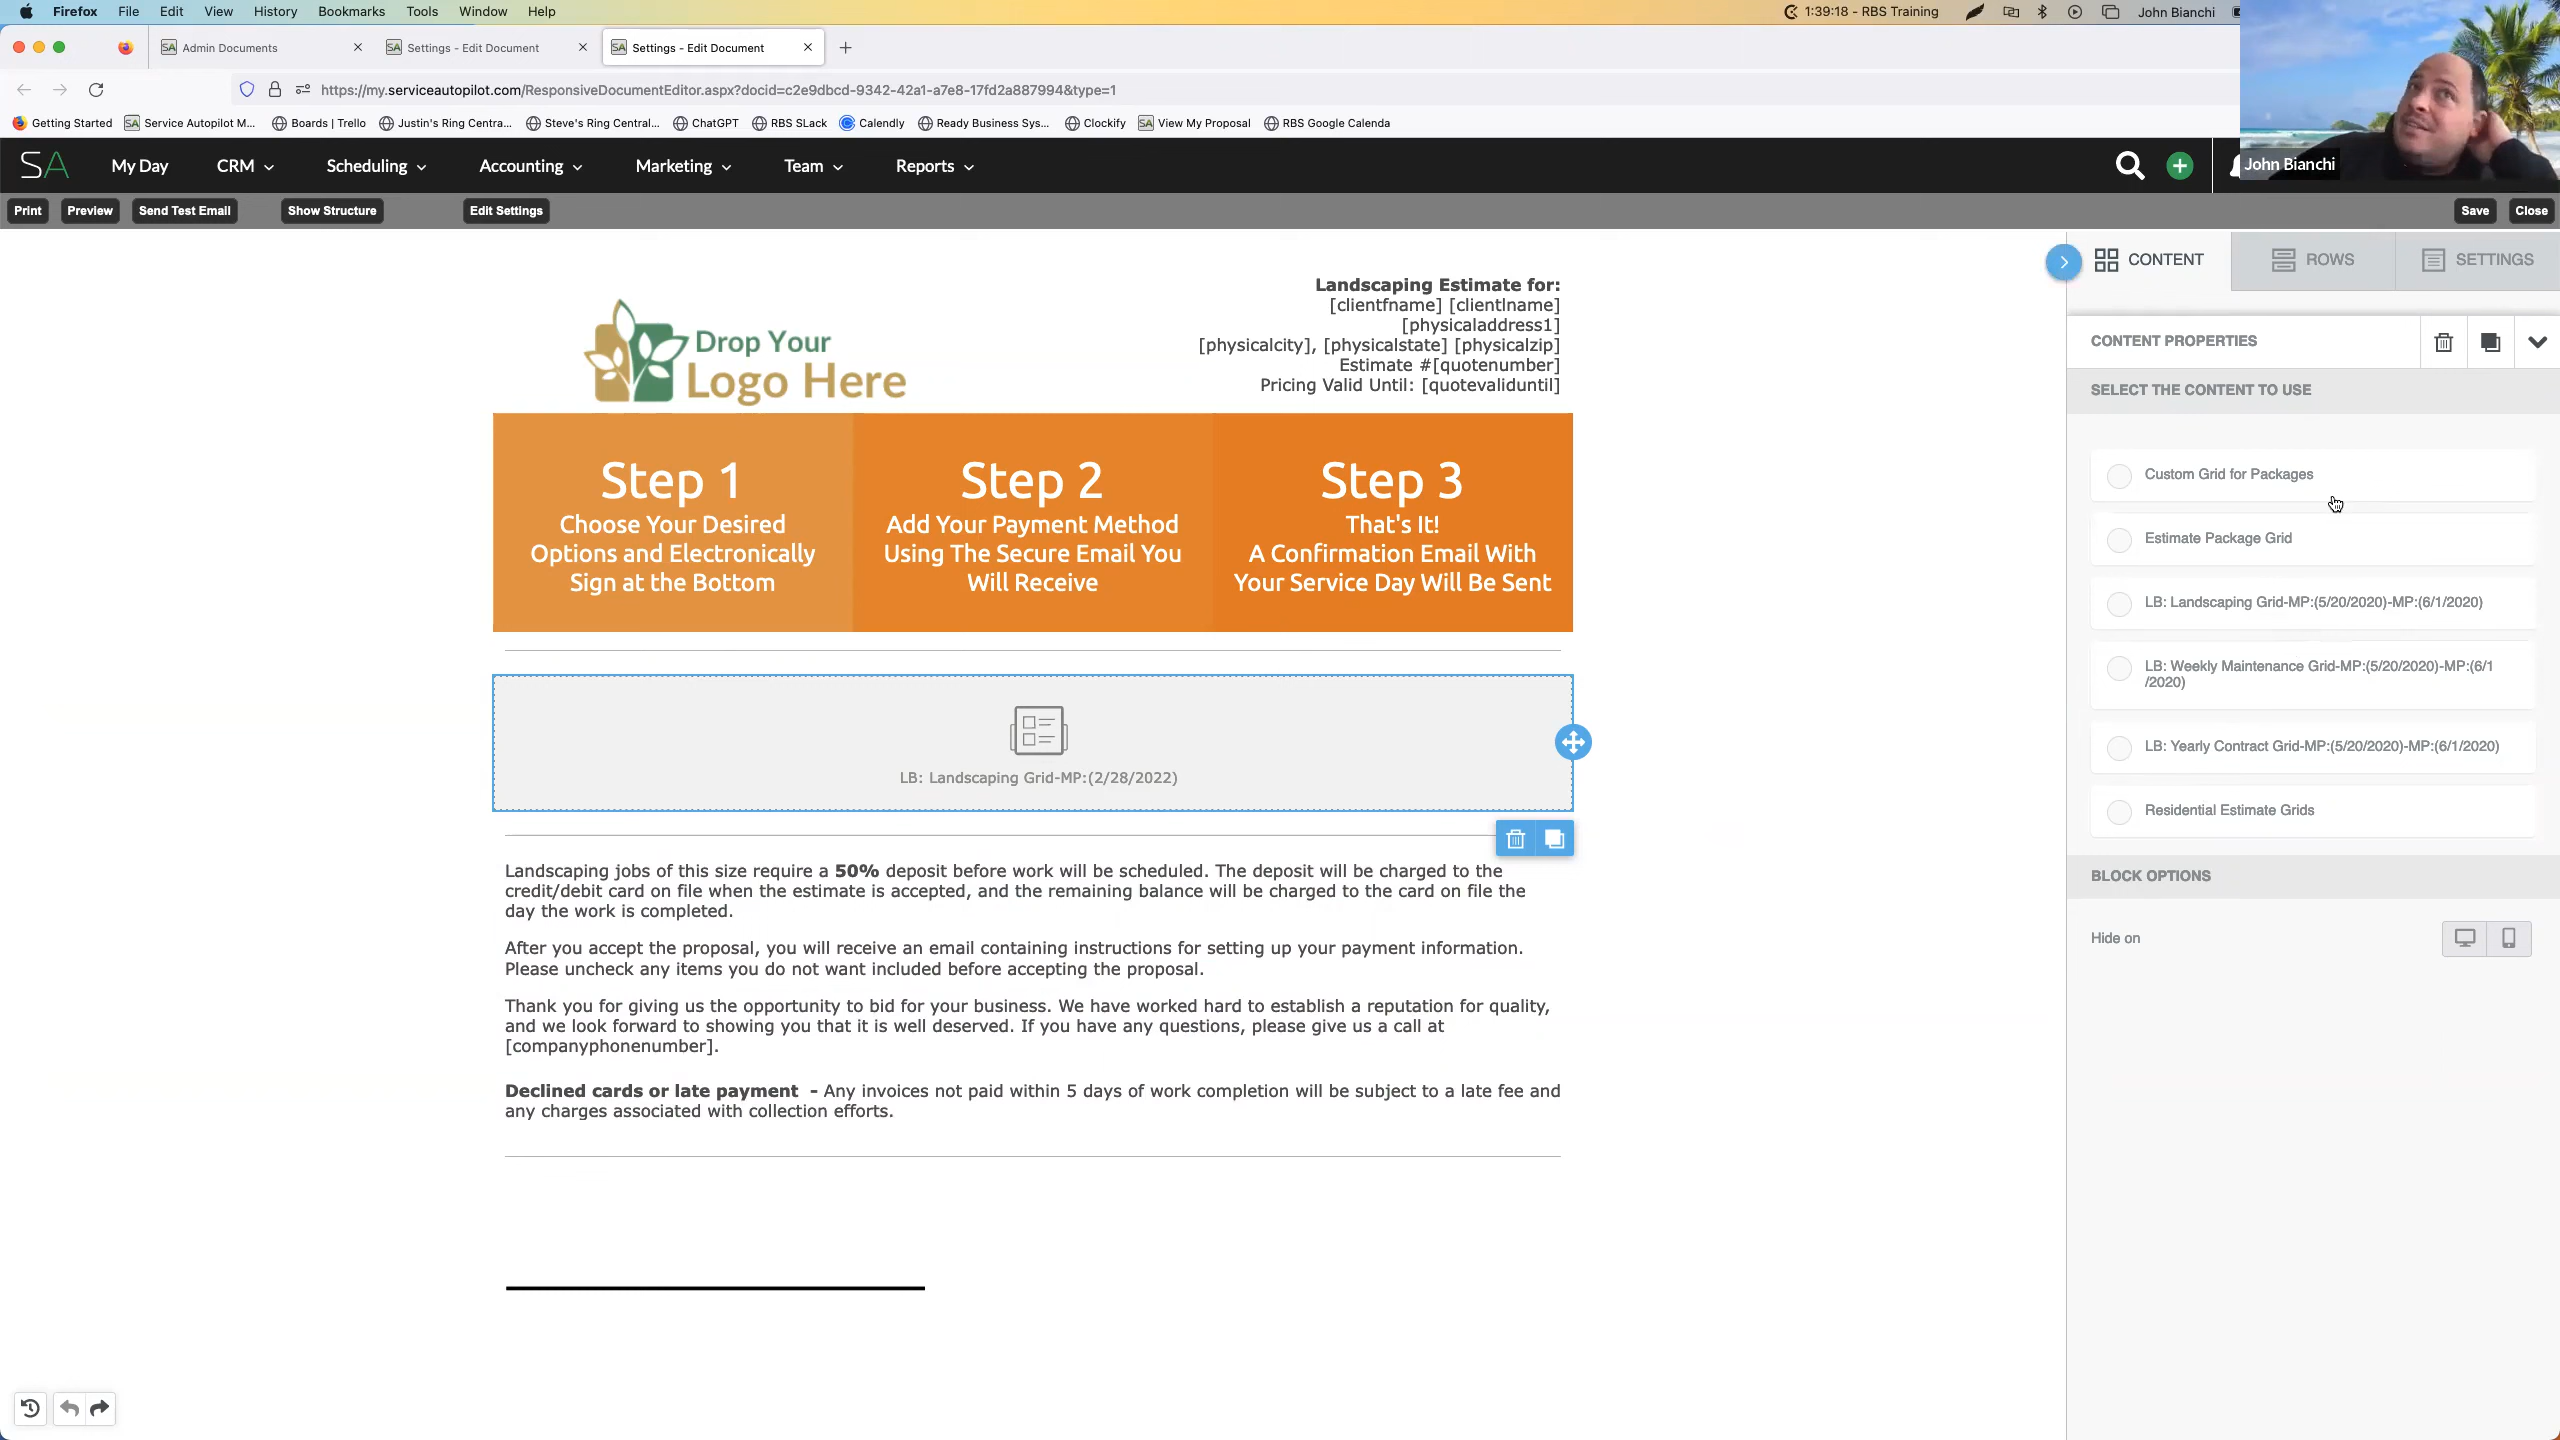 Firefox File Edit View History Bookmarks Tools Window Help
1:39:18 - RBS Training
John Bianchi
SA Admin Documents
SA Settings - Edit Document
SA Settings - Edit Document
https://my.serviceautopilot.com/ResponsiveDocumentEditor.aspx?docid=c2e9dbcd-9342-42a1-a7e8-17fd2a887994&type=1
Getting Started
SA Service Autopilot M...
Boards | Trello
Justin's Ring Centra...
Steve's Ring Central...
ChatGPT
RBS SLack
Calendly
Ready Business Sys...
Clockify
SA View My Proposal
RBS Google Calenda
SA My Day CRM Scheduling Accounting Marketing Team Reports
John Bianchi
Print Preview Send Test Email Show Structure Edit Settings Save Close
CONTENT ROWS SETTINGS
Landscaping Estimate for:
[clientfname] [clientlname]
[physicaladdress1]
[physicalcity], [physicalstate] [physicalzip]
Estimate #[quotenumber]
Pricing Valid Until: [quotevaliduntil]
Drop Your
Logo Here
Step 1
Choose Your Desired
Options and Electronically
Sign at the Bottom
Step 2
Add Your Payment Method
Using The Secure Email You
Will Receive
Step 3
That's It!
A Confirmation Email With
Your Service Day Will Be Sent
LB: Landscaping Grid-MP:(2/28/2022)
Landscaping jobs of this size require a 50% deposit before work will be scheduled. The deposit will be charged to the
credit/debit card on file when the estimate is accepted, and the remaining balance will be charged to the card on file the
day the work is completed.
After you accept the proposal, you will receive an email containing instructions for setting up your payment information.
Please uncheck any items you do not want included before accepting the proposal.
Thank you for giving us the opportunity to bid for your business. We have worked hard to establish a reputation for quality,
and we look forward to showing you that it is well deserved. If you have any questions, please give us a call at
[companyphonenumber].
Declined cards or late payment - Any invoices not paid within 5 days of work completion will be subject to a late fee and
any charges associated with collection efforts.
CONTENT PROPERTIES
SELECT THE CONTENT TO USE
Custom Grid for Packages
Estimate Package Grid
LB: Landscaping Grid-MP:(5/20/2020)-MP:(6/1/2020)
LB: Weekly Maintenance Grid-MP:(5/20/2020)-MP:(6/1
/2020)
LB: Yearly Contract Grid-MP:(5/20/2020)-MP:(6/1/2020)
Residential Estimate Grids
BLOCK OPTIONS
Hide on